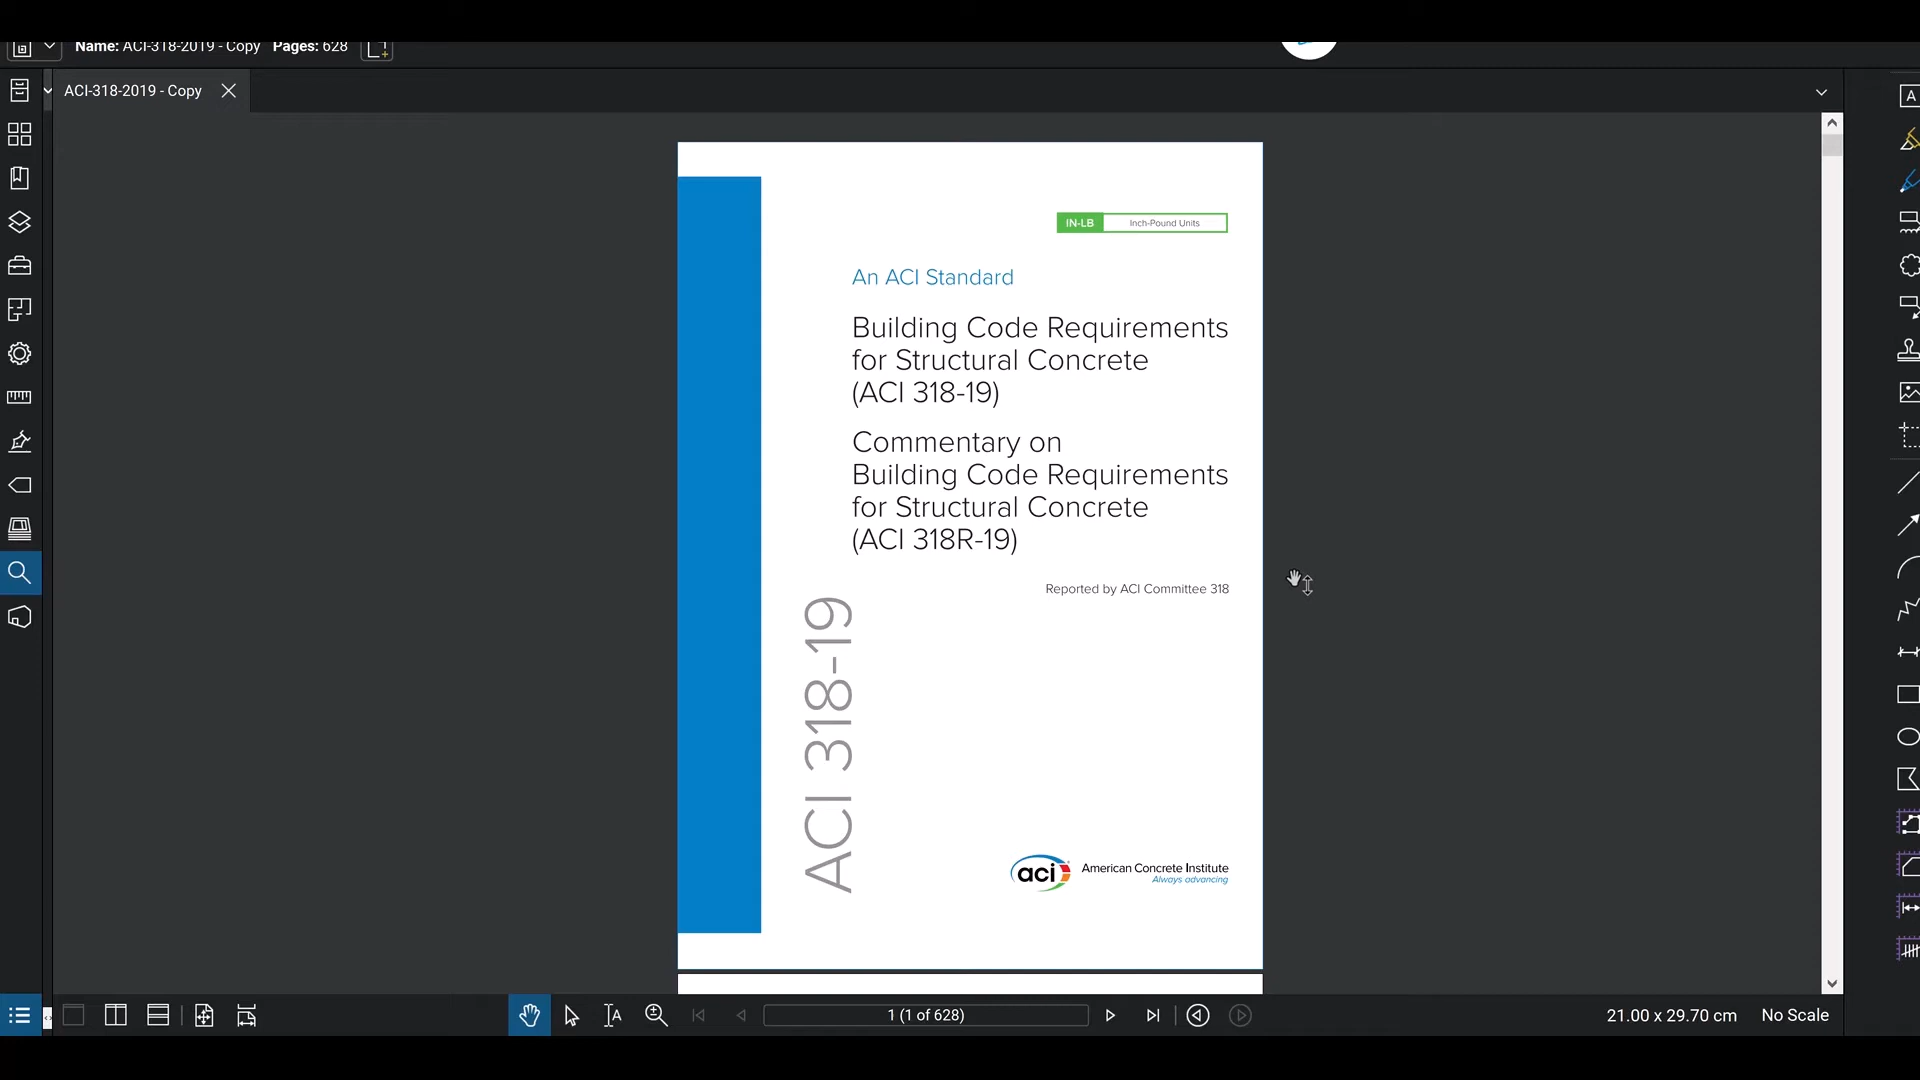 Name: ACI-318-2019 - Copy Pages: 628
ACI-318-2019 - Copy
IN-LB Inch-Pound Units
An ACI Standard
Building Code Requirements
for Structural Concrete
(ACI 318-19)
Commentary on
Building Code Requirements
for Structural Concrete
(ACI 318R-19)
Reported by ACI Committee 318
ACI 318-19
aci American Concrete Institute
Always advancing
1 (1 of 628)
21.00 x 29.70 cm No Scale